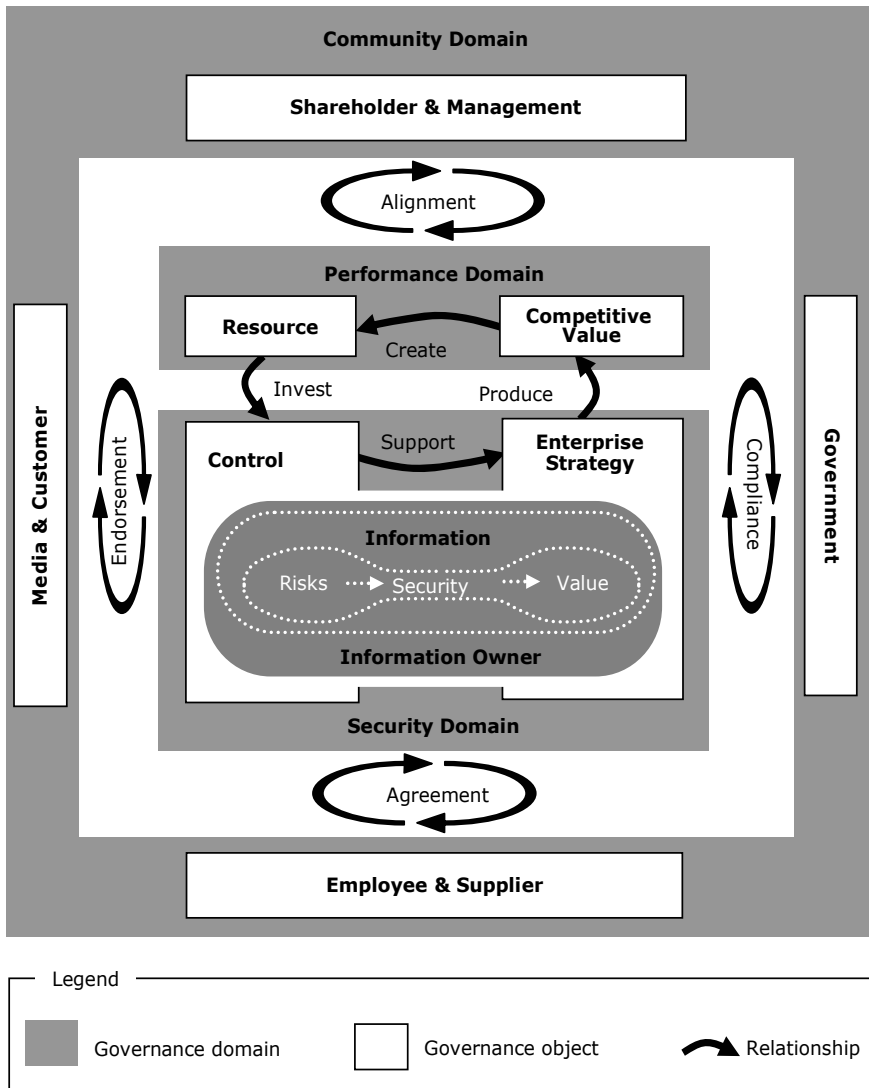 Community Domain
Shareholder & Management
Alignment
Performance Domain
Resource
Competitive
Value
Create
Invest
Produce
Support
Control
Enterprise
Strategy
Media & Customer
Endorsement
Compliance
Government
Information
Risks
Security
Value
Information Owner
Security Domain
Agreement
Employee & Supplier
Legend
Governance domain
Governance object
Relationship